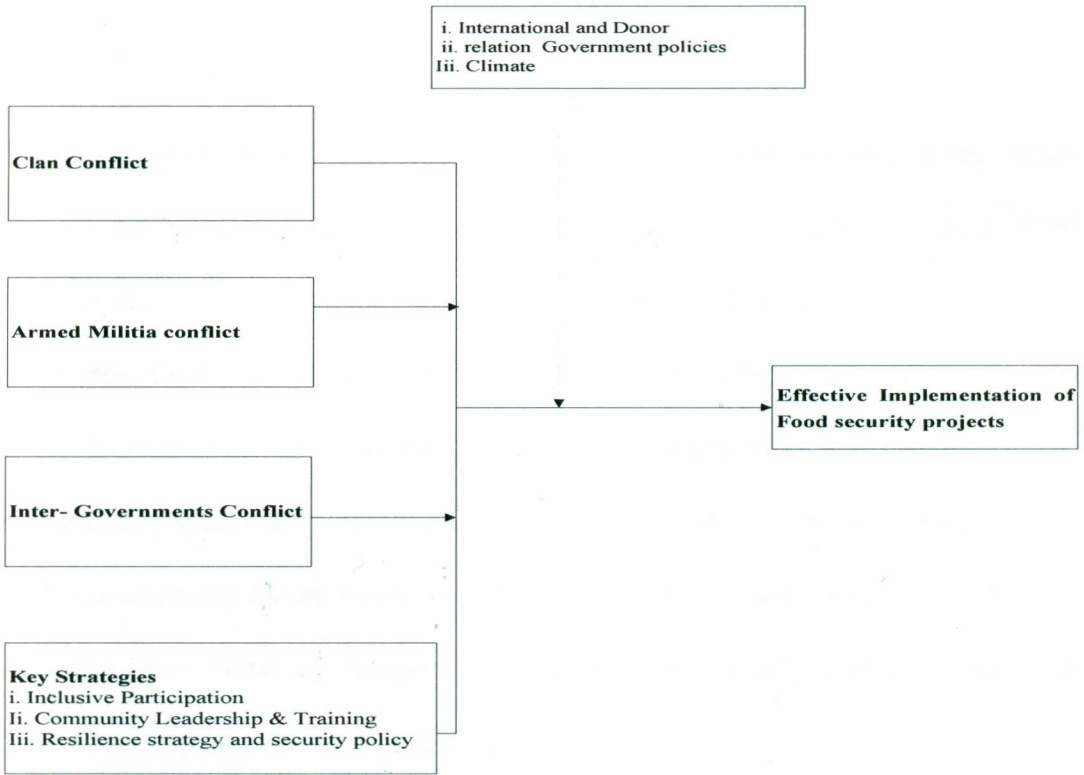 i. International and Donor
ii. relation Government policies
Iii. Climate
Clan Conflict
Armed Militia conflict
Inter- Governments Conflict
Key Strategies
i. Inclusive Participation
Ii. Community Leadership & Training
Iii. Resilience strategy and security policy
Effective Implementation of
Food security projects